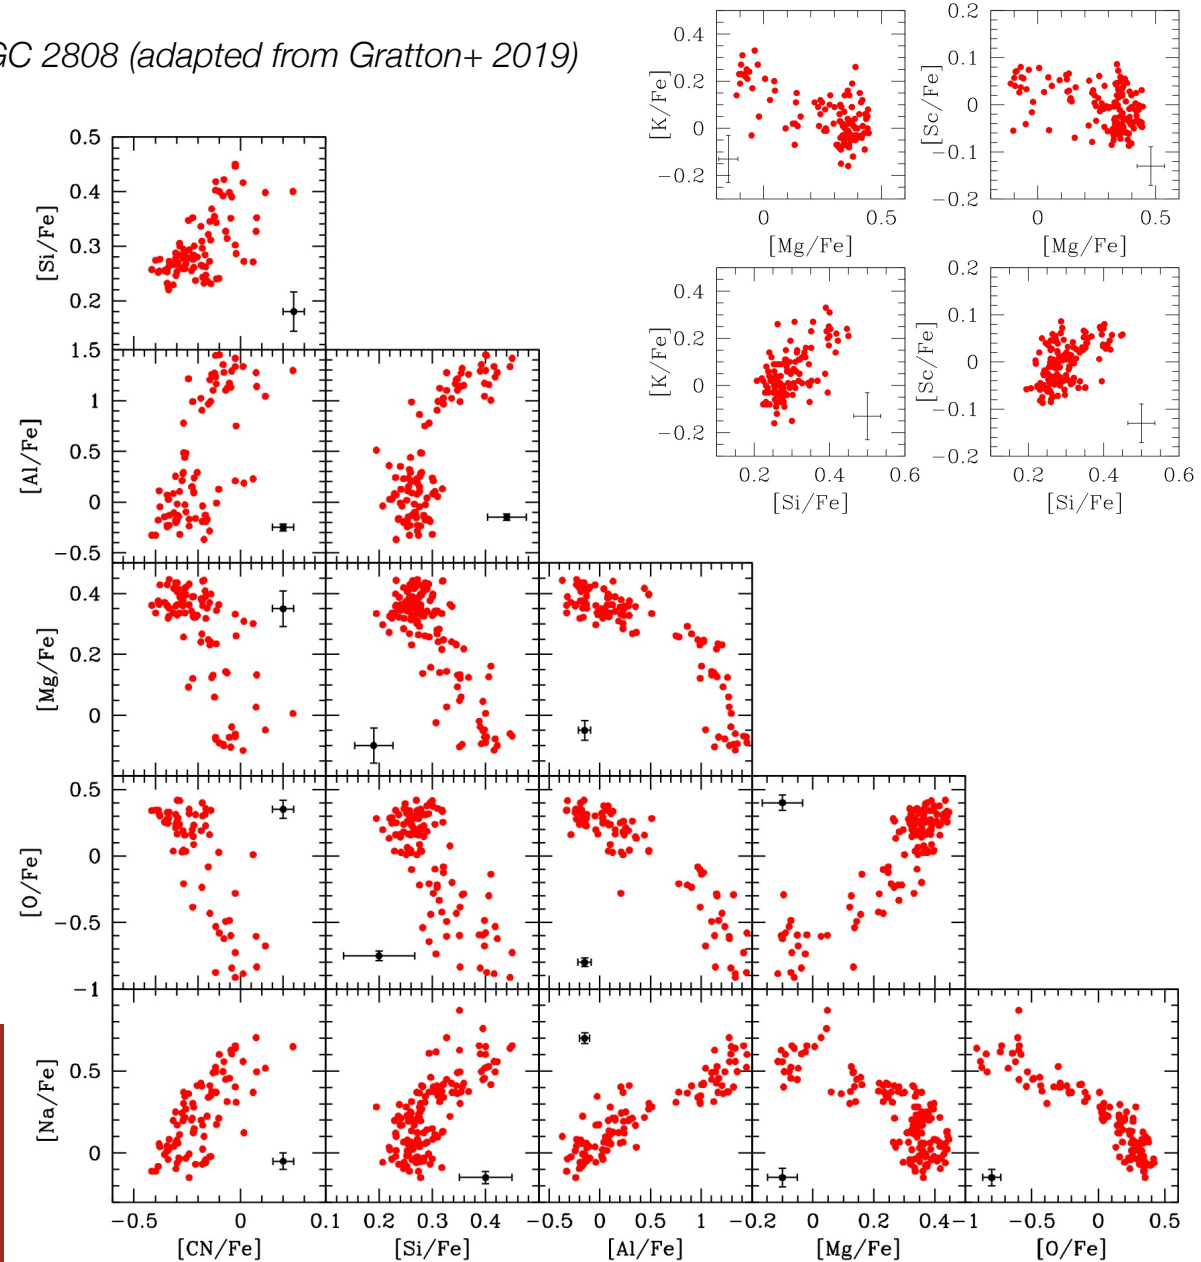 GC 2808 (adapted from Gratton+ 2019)
[K/Fe]
0.4
0.2
0
−0.2
0 0.5
[Mg/Fe]
[Sc/Fe]
0.2
0.1
0
−0.1
−0.2
0 0.5
[Mg/Fe]
[K/Fe]
0.4
0.2
0
−0.2
0.2 0.4 0.6
[Si/Fe]
[Sc/Fe]
0.2
0.1
0
−0.1
−0.2
0.2 0.4 0.6
[Si/Fe]
[Si/Fe]
0.5
0.4
0.3
0.2
[Al/Fe]
1.5
1
0.5
0
−0.5
[Mg/Fe]
0.4
0.2
0
[O/Fe]
0.5
0
−0.5
−1
[Na/Fe]
0.5
0
−0.5 0 0.1 0.2 0.3 0.4 −0.5 0 0.5 1 −0.2 0 0.2 0.4 −1 −0.5 0 0.5
[CN/Fe] [Si/Fe] [Al/Fe] [Mg/Fe] [O/Fe]